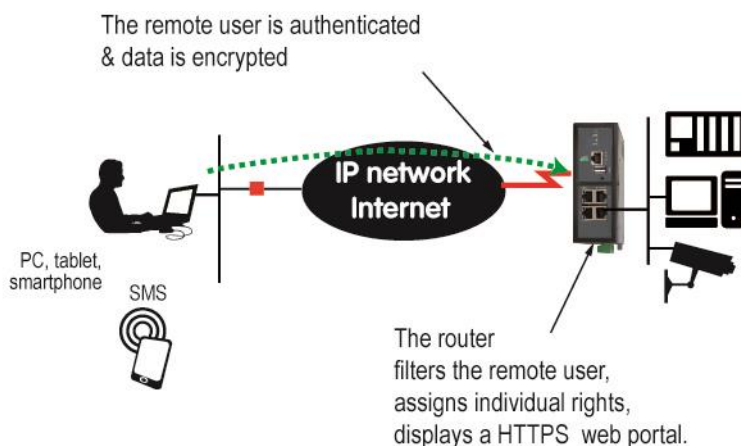 The remote user is authenticated
& data is encrypted
IP network
Internet
PC, tablet,
smartphone
SMS
The router
filters the remote user,
assigns individual rights,
displays a HTTPS web portal.